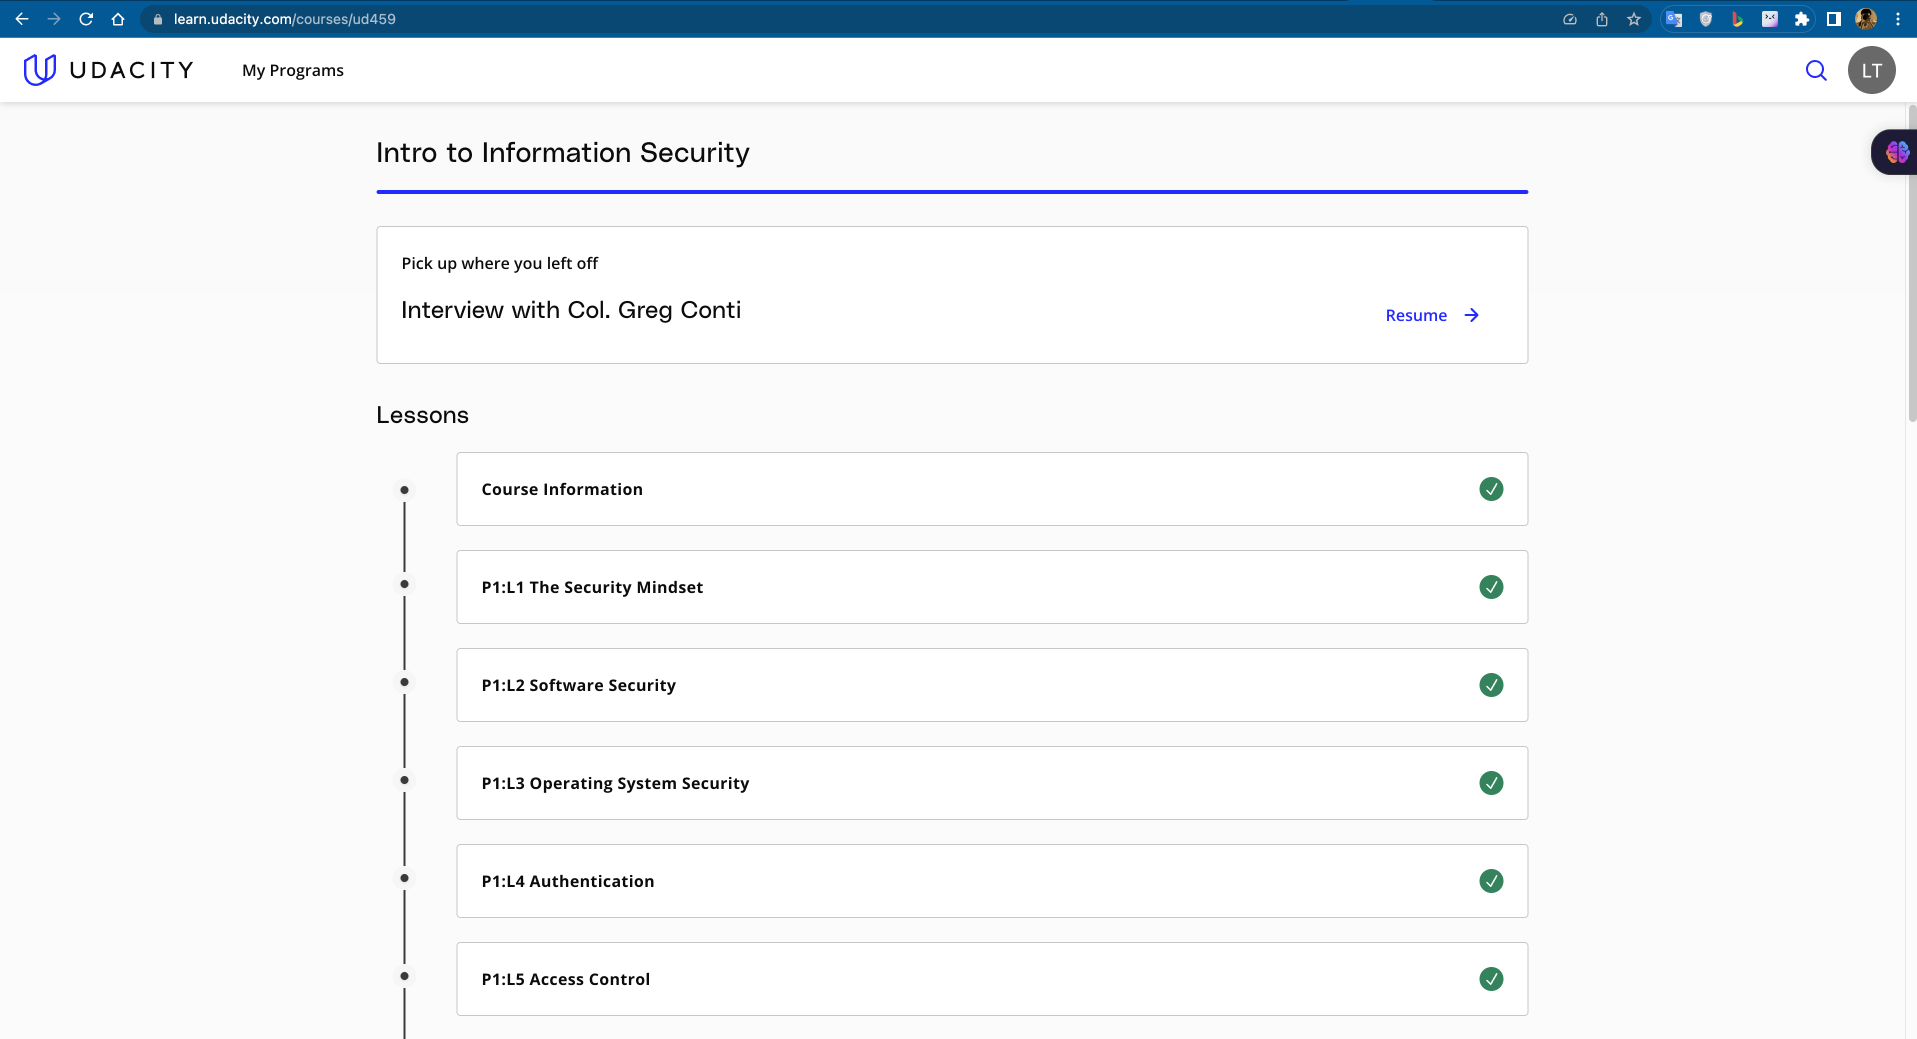 learn.udacity.com/courses/ud459
UDACITY
My Programs
LT
Intro to Information Security
Pick up where you left off
Interview with Col. Greg Conti
Resume
Lessons
Course Information
P1:L1 The Security Mindset
P1:L2 Software Security
P1:L3 Operating System Security
P1:L4 Authentication
P1:L5 Access Control